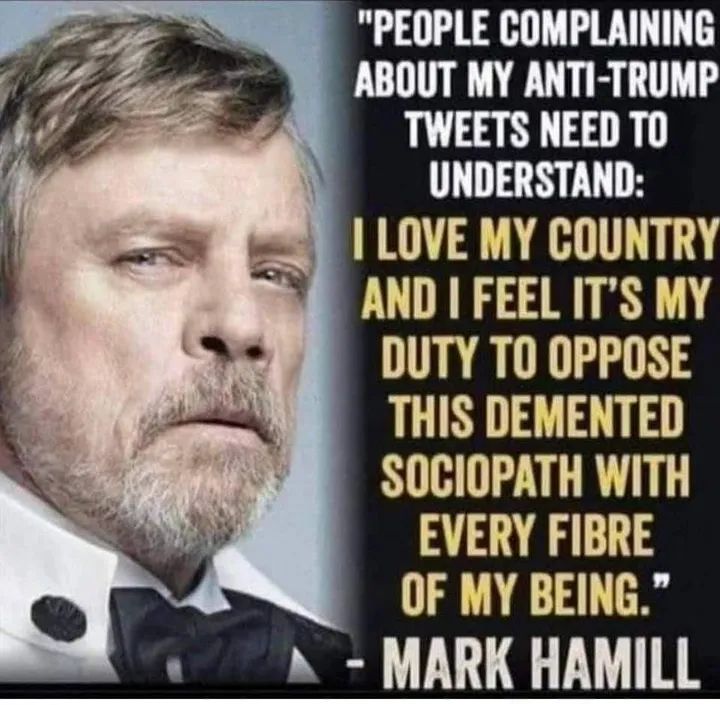 "PEOPLE COMPLAINING
ABOUT MY ANTI-TRUMP
TWEETS NEED TO
UNDERSTAND:
I LOVE MY COUNTRY
AND I FEEL IT'S MY
DUTY TO OPPOSE
THIS DEMENTED
SOCIOPATH WITH
EVERY FIBRE
OF MY BEING."
- MARK HAMILL